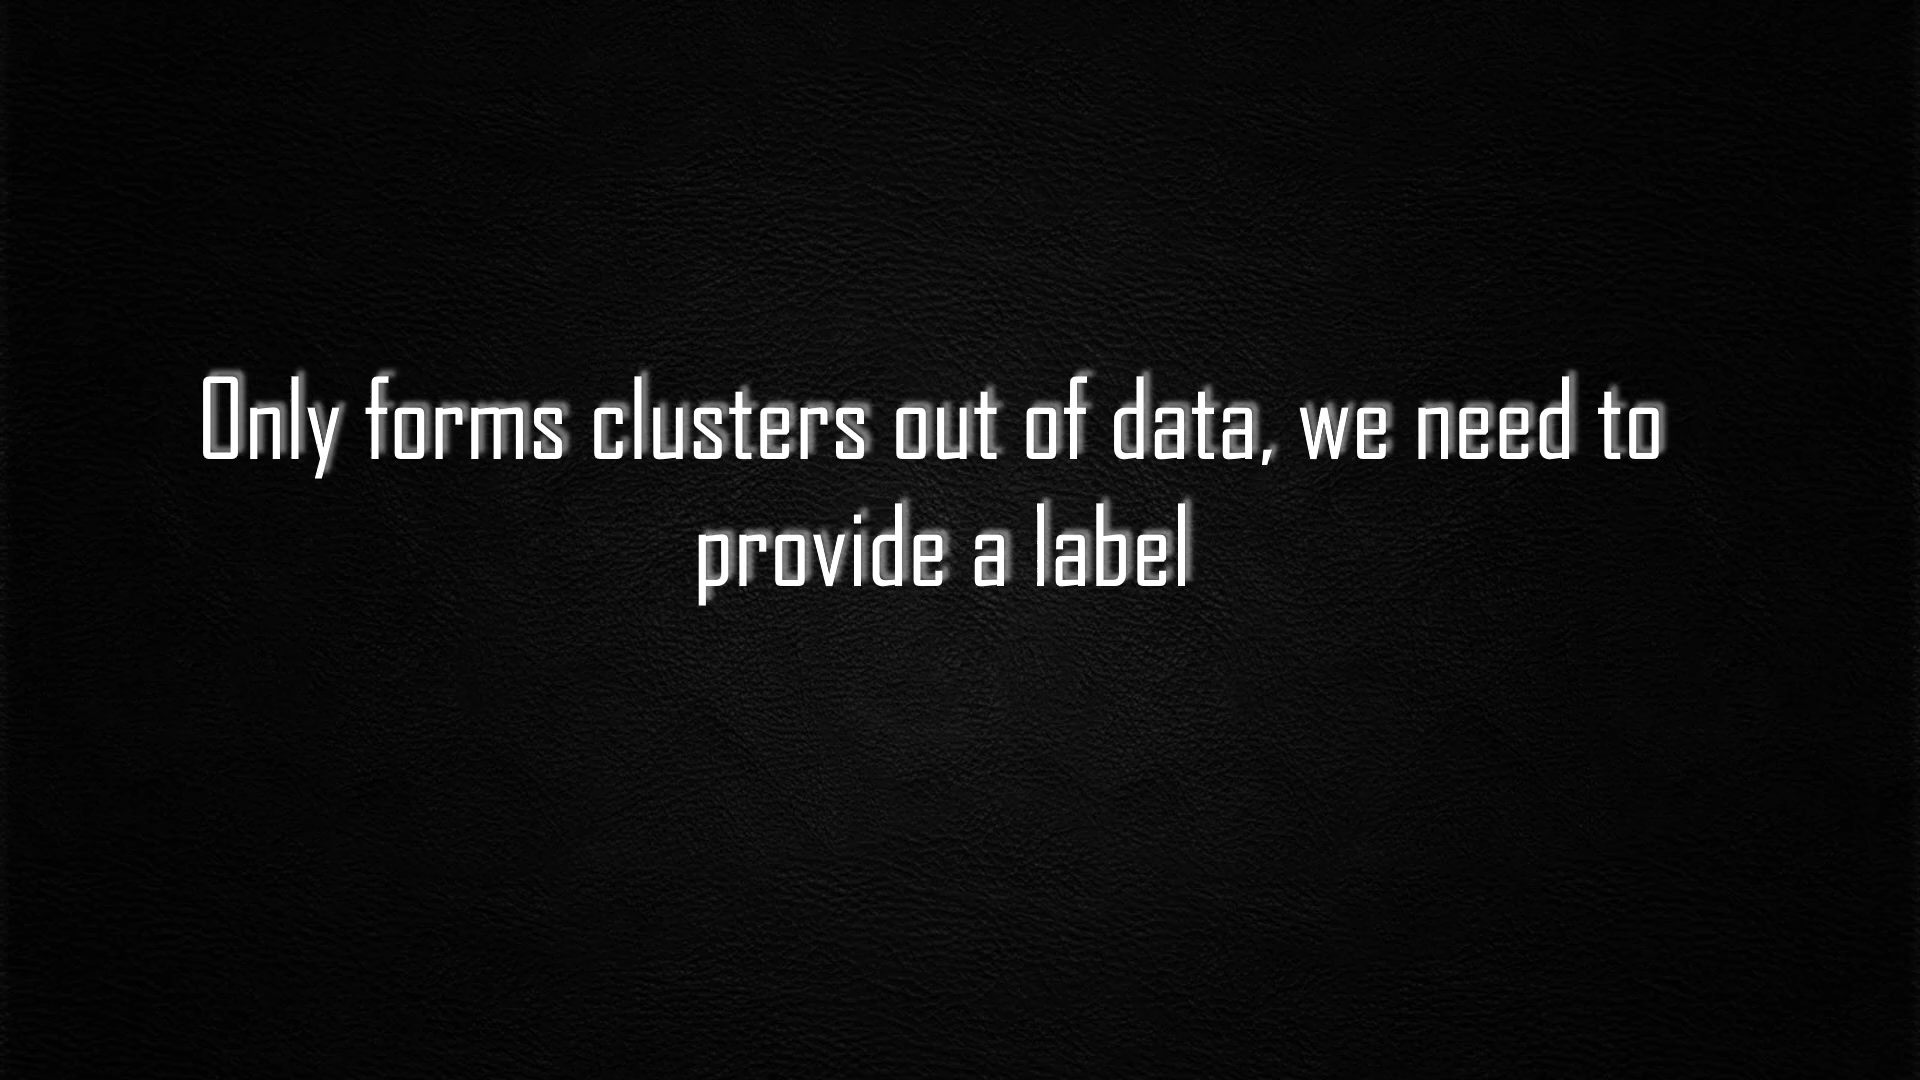 Only forms clusters out of data, we need to
provide a label